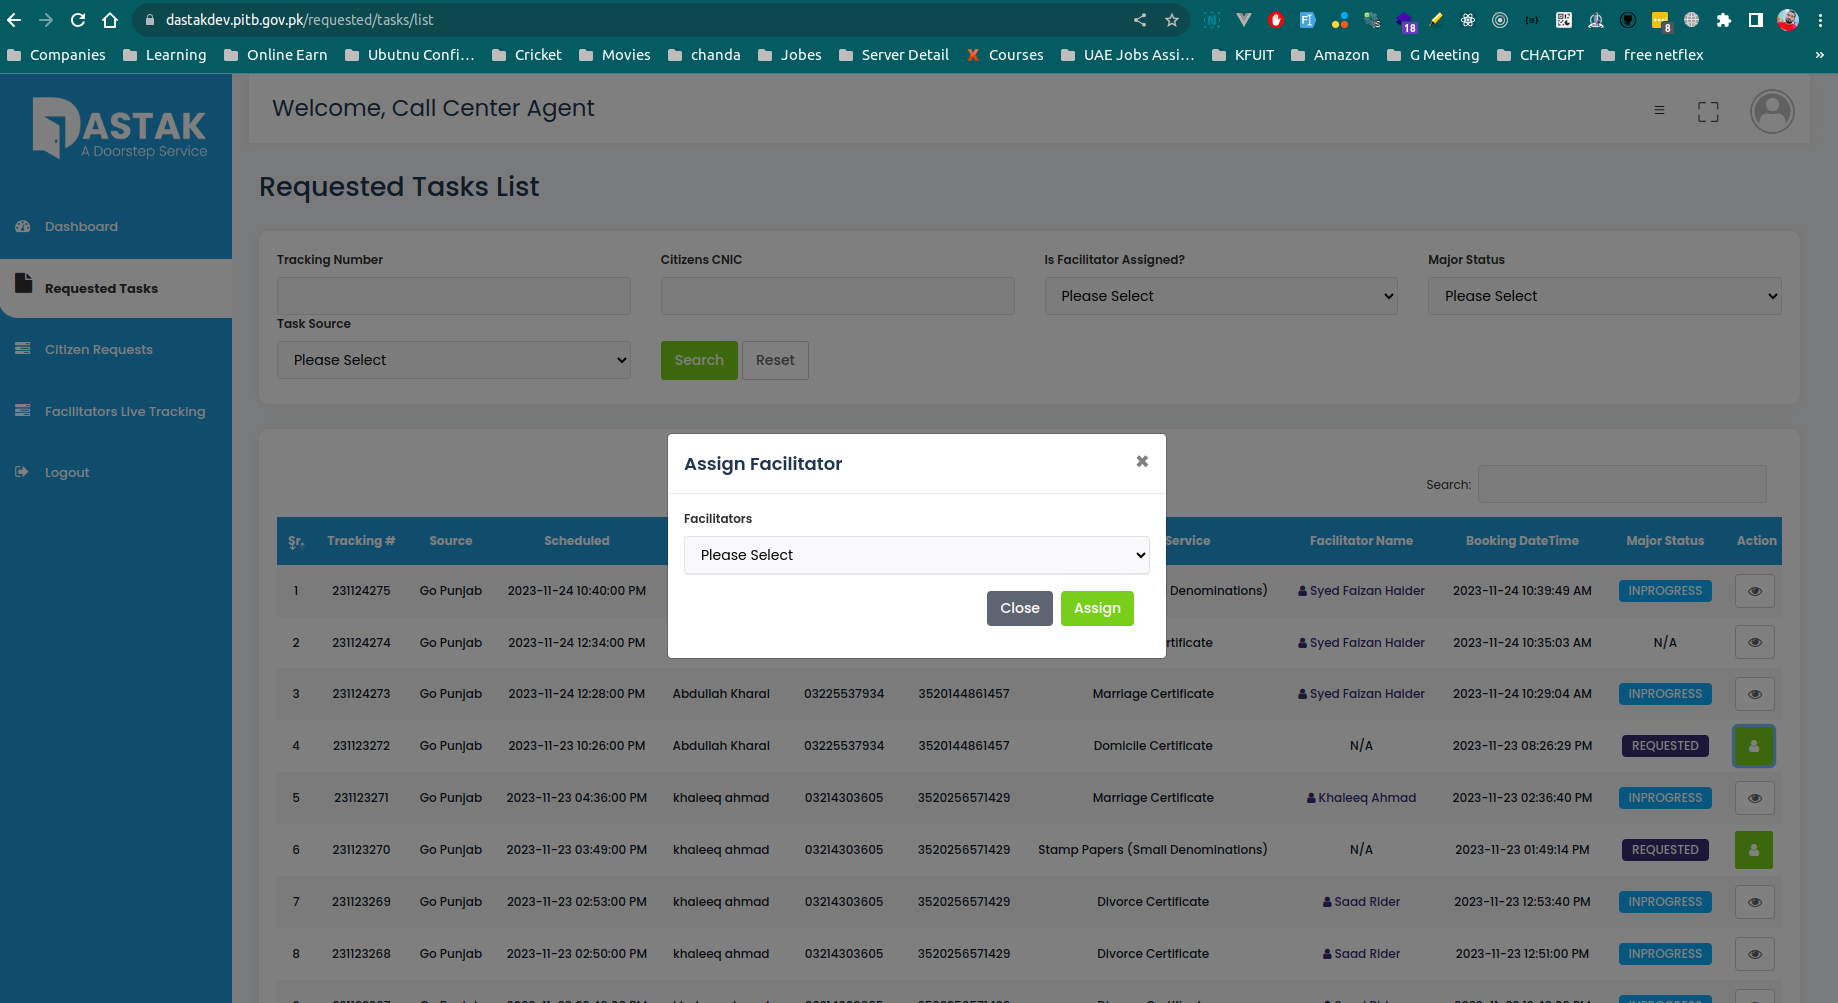 dastakdev.pitb.gov.pk/requested/tasks/list
18
8
Companies Learning Online Earn Ubutnu Confi... Cricket Movies chanda Jobes Server Detail Courses UAE Jobs Assi... KFUIT Amazon G Meeting CHATGPT free netflex »
DASTAK
A Doorstep Service
Welcome, Call Center Agent
Dashboard
Requested Tasks
Citizen Requests
Facilitators Live Tracking
Logout
Requested Tasks List
Tracking Number Citizens CNIC Is Facilitator Assigned? Major Status
Please Select Please Select
Task Source
Please Select Search Reset
Assign Facilitator ×
Facilitators
Please Select
Close Assign
Search:
Sr. Tracking # Source Scheduled Service Facilitator Name Booking DateTime Major Status Action
1 231124275 Go Punjab 2023-11-24 10:40:00 PM Denominations) Syed Faizan Haider 2023-11-24 10:39:49 AM INPROGRESS
2 231124274 Go Punjab 2023-11-24 12:34:00 PM rtificate Syed Faizan Haider 2023-11-24 10:35:03 AM N/A
3 231124273 Go Punjab 2023-11-24 12:28:00 PM Abdullah Kharal 03225537934 3520144861457 Marriage Certificate Syed Faizan Haider 2023-11-24 10:29:04 AM INPROGRESS
4 231123272 Go Punjab 2023-11-23 10:26:00 PM Abdullah Kharal 03225537934 3520144861457 Domicile Certificate N/A 2023-11-23 08:26:29 PM REQUESTED
5 231123271 Go Punjab 2023-11-23 04:36:00 PM khaleeq ahmad 03214303605 3520256571429 Marriage Certificate Khaleeq Ahmad 2023-11-23 02:36:40 PM INPROGRESS
6 231123270 Go Punjab 2023-11-23 03:49:00 PM khaleeq ahmad 03214303605 3520256571429 Stamp Papers (Small Denominations) N/A 2023-11-23 01:49:14 PM REQUESTED
7 231123269 Go Punjab 2023-11-23 02:53:00 PM khaleeq ahmad 03214303605 3520256571429 Divorce Certificate Saad Rider 2023-11-23 12:53:40 PM INPROGRESS
8 231123268 Go Punjab 2023-11-23 02:50:00 PM khaleeq ahmad 03214303605 3520256571429 Divorce Certificate Saad Rider 2023-11-23 12:51:00 PM INPROGRESS